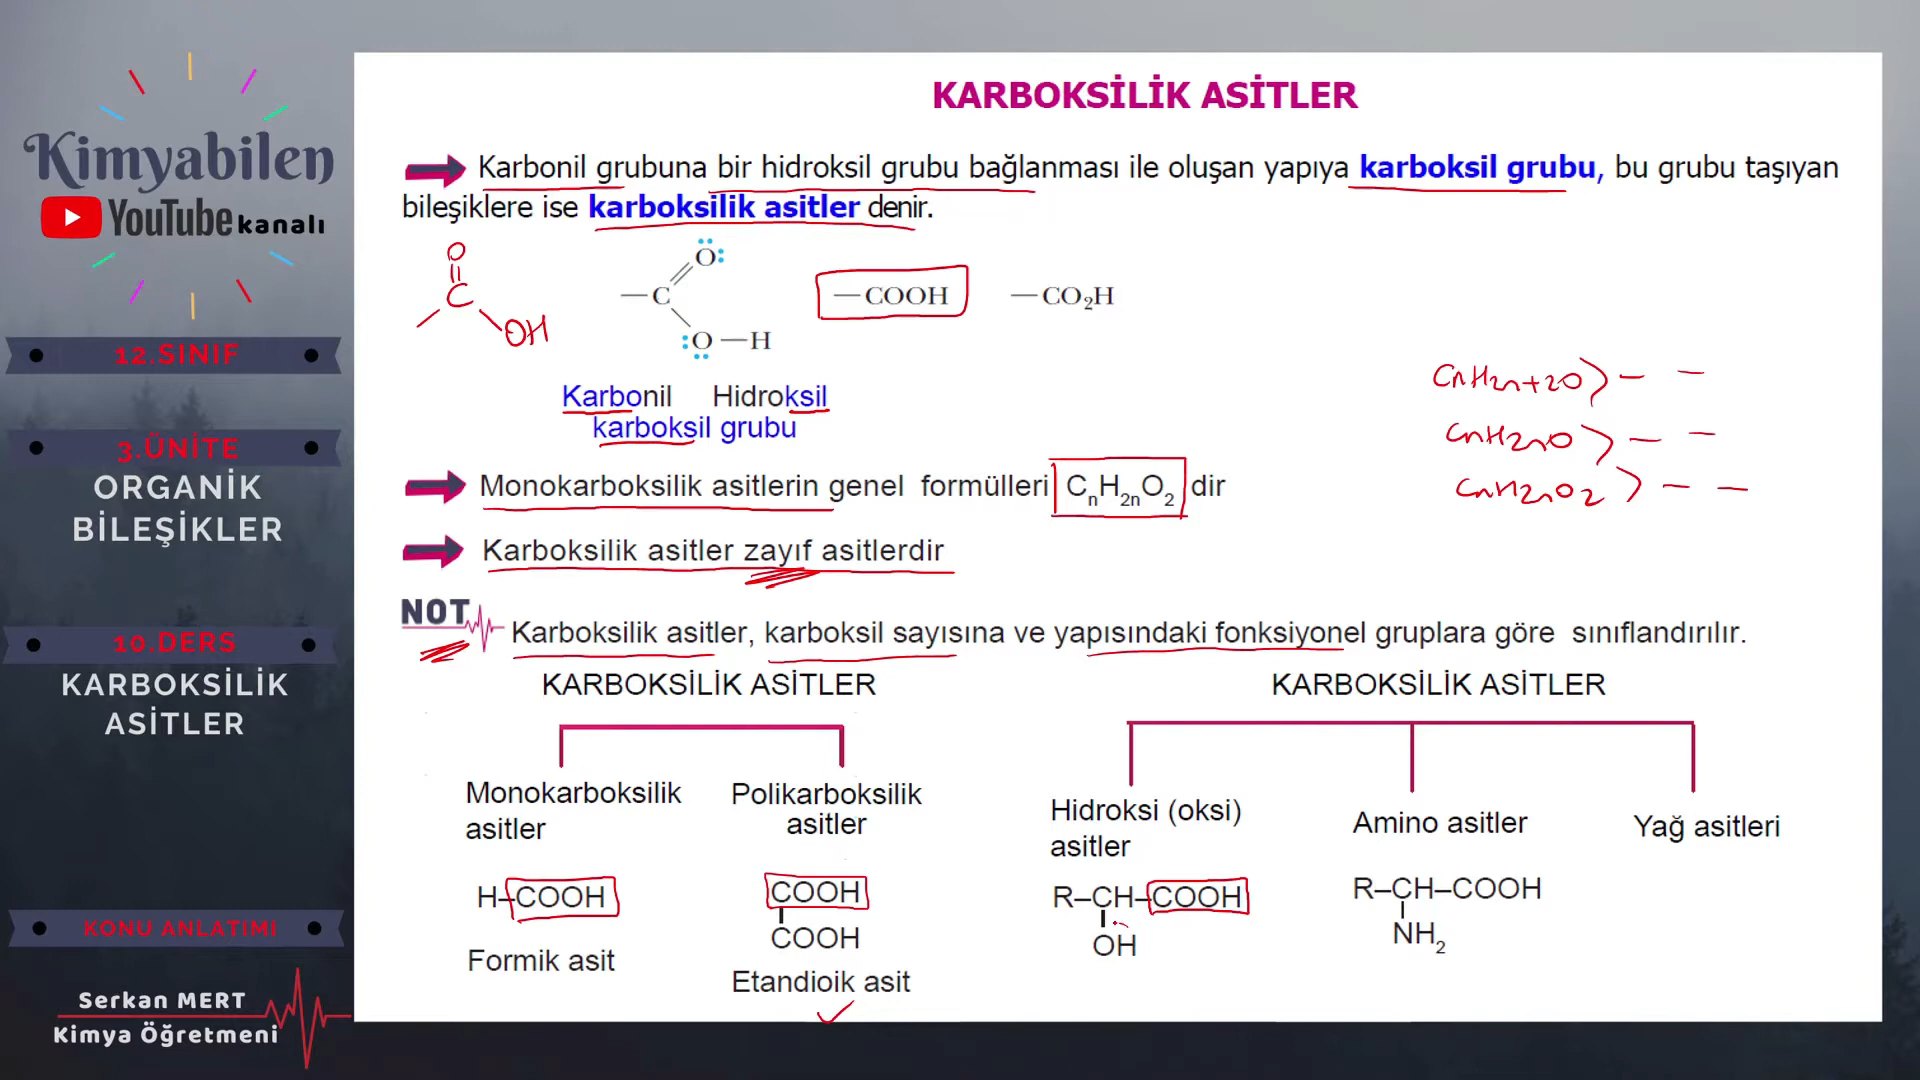 Kimyabilen
YouTube kanalı
12.SINIF
3.ÜNİTE
ORGANİK
BİLEŞİKLER
10.DERS
KARBOKSİLİK
ASİTLER
KONU ANLATIMI
Serkan MERT
Kimya Öğretmeni
KARBOKSİLİK ASİTLER
Karbonil grubuna bir hidroksil grubu bağlanması ile oluşan yapıya karboksil grubu, bu grubu taşıyan
bileşiklere ise karboksilik asitler denir.
O
C
OH
O
—C
O—H
—COOH
—CO₂H
Karbonil Hidroksil
karboksil grubu
CnH2n+2O
CnH2nO
CnH2nO2
Monokarboksilik asitlerin genel formülleri CₙH₂ₙO₂ dir
Karboksilik asitler zayıf asitlerdir
NOT
Karboksilik asitler, karboksil sayısına ve yapısındaki fonksiyonel gruplara göre sınıflandırılır.
KARBOKSİLİK ASİTLER
Monokarboksilik
asitler
H–COOH
Formik asit
Polikarboksilik
asitler
COOH
COOH
Etandioik asit
KARBOKSİLİK ASİTLER
Hidroksi (oksi)
asitler
R–CH–COOH
OH
Amino asitler
R–CH–COOH
NH₂
Yağ asitleri